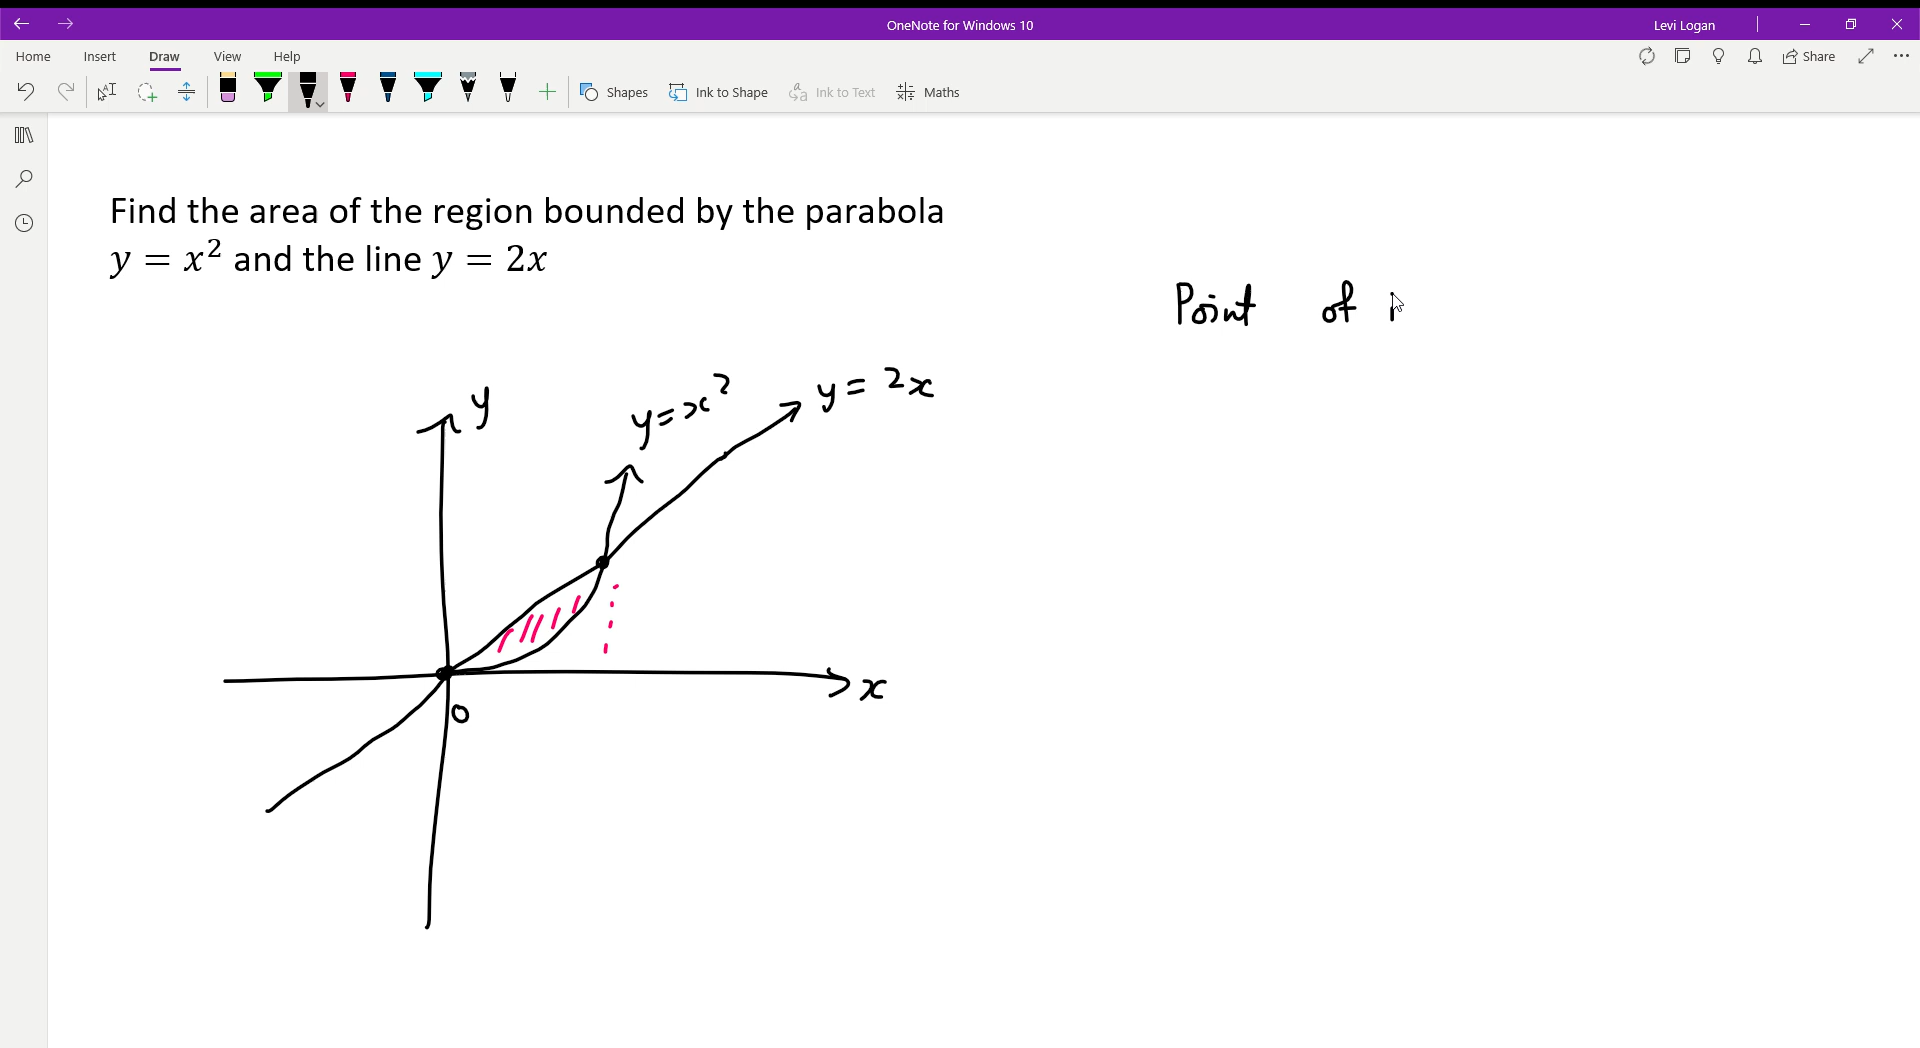 OneNote for Windows 10
Levi Logan
Home Insert Draw View Help
Share
Shapes Ink to Shape Ink to Text Maths
Find the area of the region bounded by the parabola
y = x² and the line y = 2x
Point of
y
y = x²
y = 2x
x
0